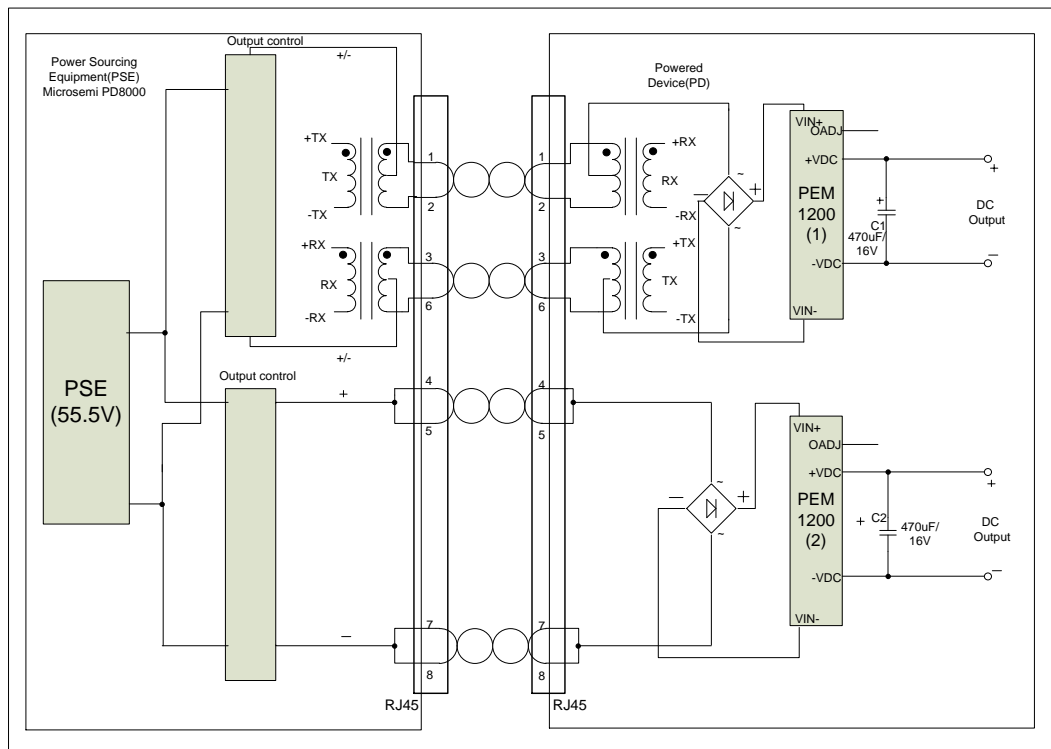 Output control
+/-
Power Sourcing
Equipment(PSE)
Microsemi PD8000
Powered
Device(PD)
+TX
TX
-TX
+RX
RX
-RX
1
2
3
6
1
2
3
6
+RX
RX
-RX
+TX
TX
-TX
~
~
−
+
VIN+
OADJ
+VDC
PEM
1200
(1)
-VDC
VIN-
+
C1
470uF/
16V
+
DC
Output
−
+/-
PSE
(55.5V)
Output control
+
−
4
5
7
8
4
5
7
8
RJ45
RJ45
~
~
−
+
VIN+
OADJ
+VDC
PEM
1200
(2)
-VDC
VIN-
+
C2
470uF/
16V
+
DC
Output
−